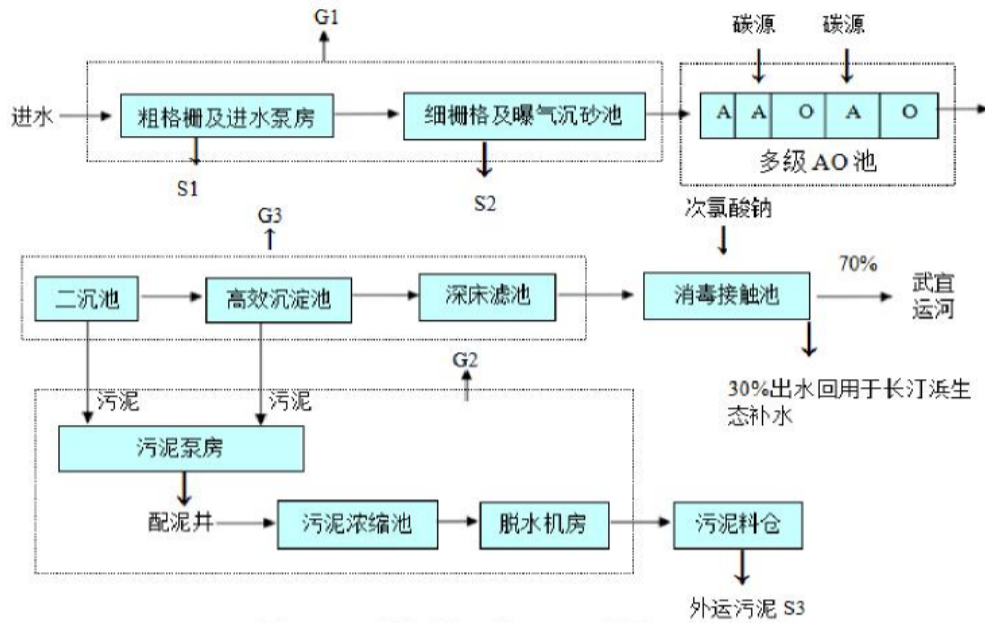 G1
碳源
碳源
进水
粗格栅及进水泵房
细栅格及曝气沉砂池
A
A
O
A
O
多级AO池
S1
S2
次氯酸钠
G3
二沉池
高效沉淀池
深床滤池
消毒接触池
70%
武宜
运河
G2
30%出水回用于长汀浜生
态补水
污泥
污泥
污泥泵房
配泥井
污泥浓缩池
脱水机房
污泥料仓
外运污泥 S3